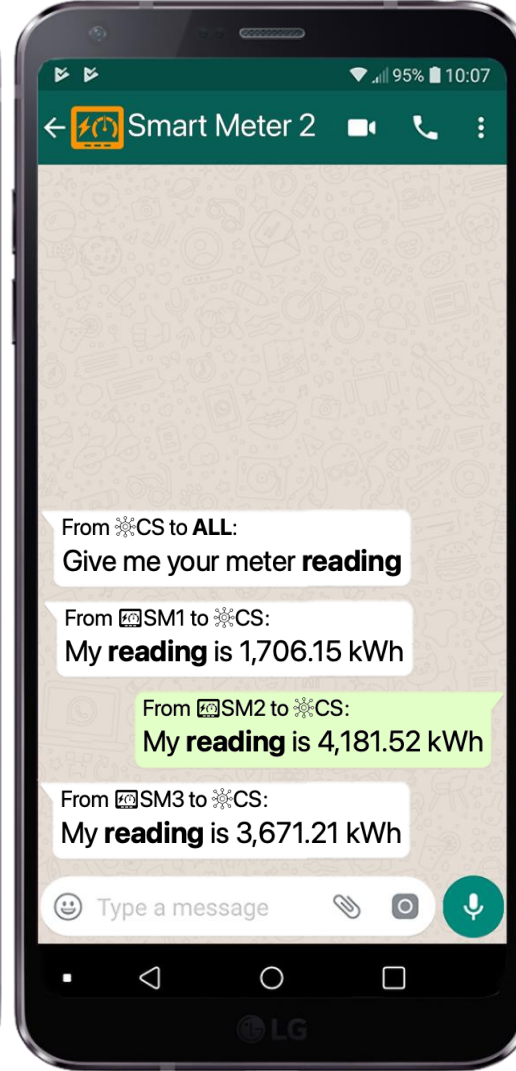 95% 10:07
Smart Meter 2
From CS to ALL:
Give me your meter reading
From SM1 to CS:
My reading is 1,706.15 kWh
From SM2 to CS:
My reading is 4,181.52 kWh
From SM3 to CS:
My reading is 3,671.21 kWh
Type a message
LG